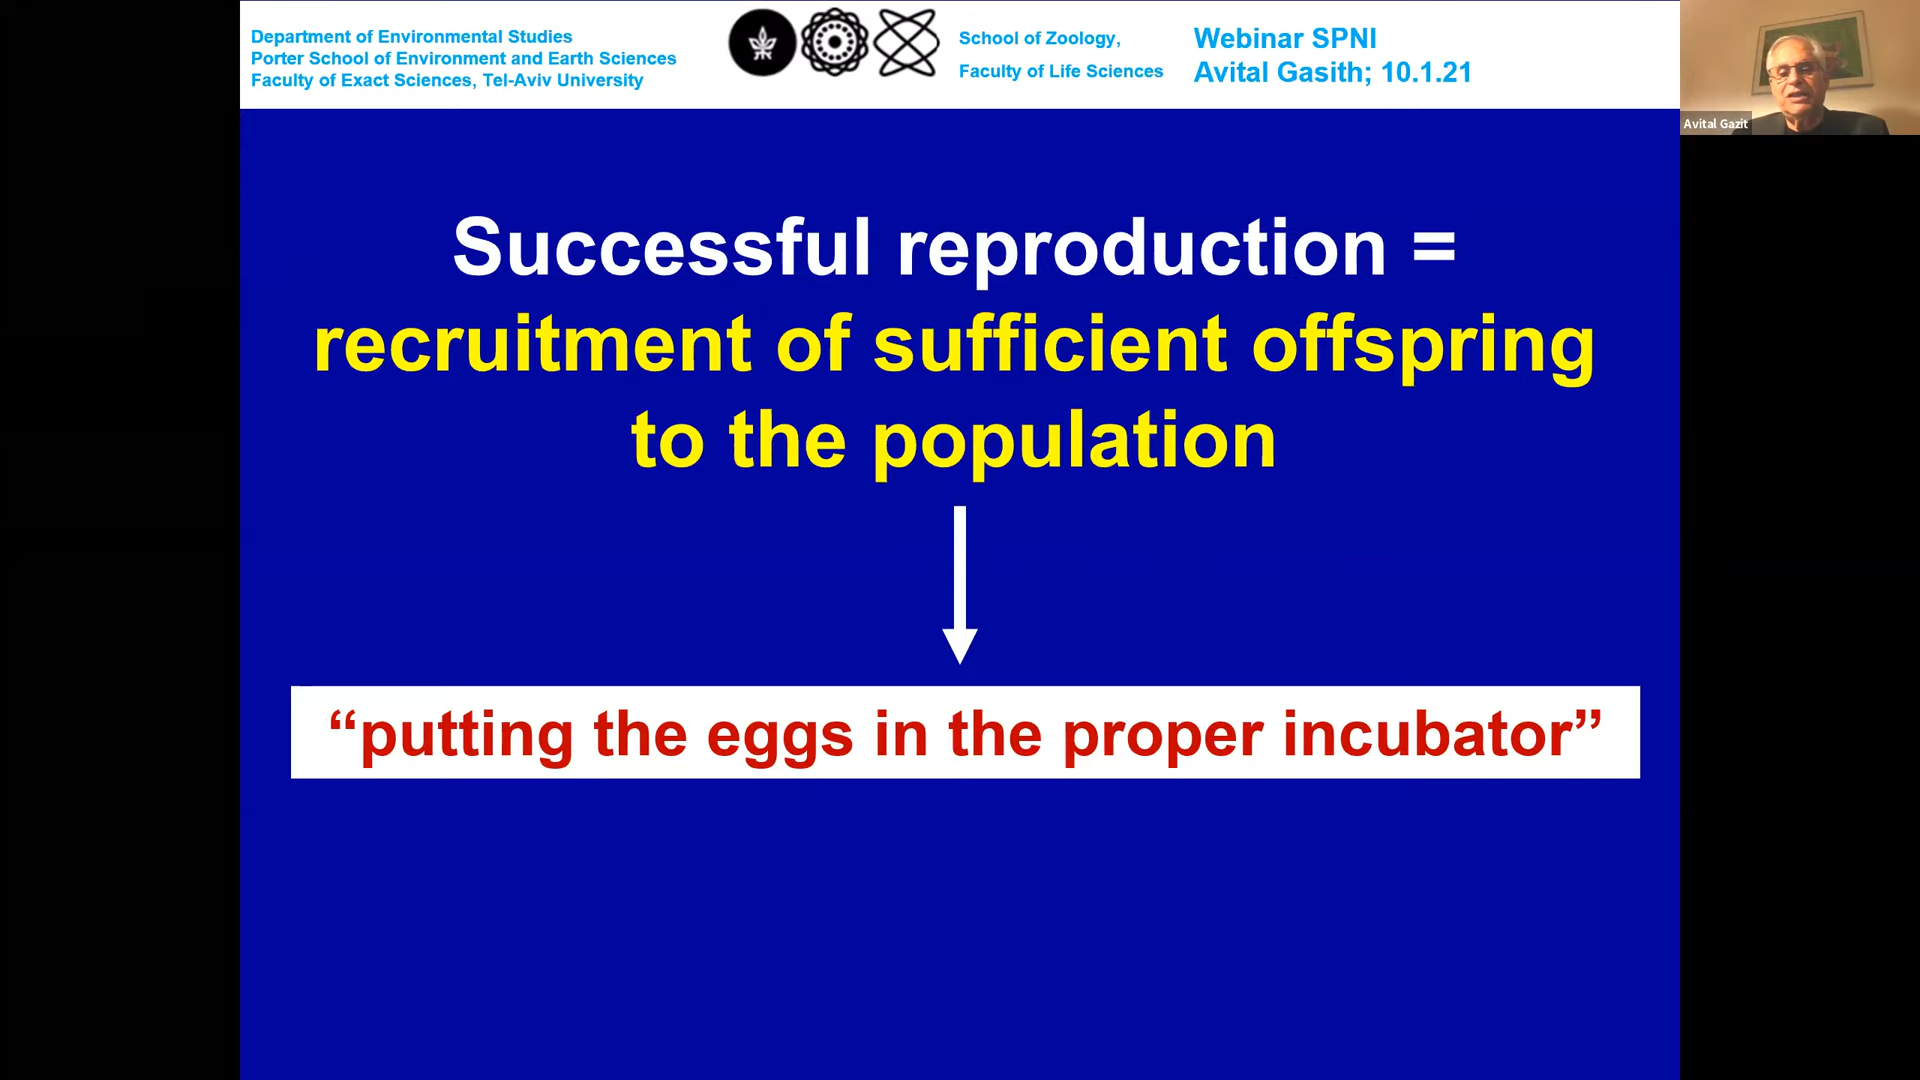 Department of Environmental Studies
Porter School of Environment and Earth Sciences
Faculty of Exact Sciences, Tel-Aviv University
School of Zoology,
Faculty of Life Sciences
Webinar SPNI
Avital Gasith; 10.1.21
Avital Gazit
Successful reproduction =
recruitment of sufficient offspring
to the population
“putting the eggs in the proper incubator”